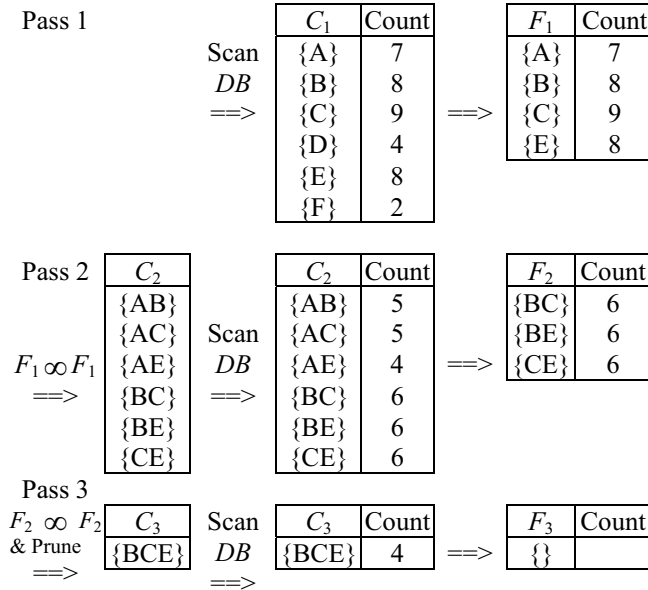 Pass 1
C₁ Count F₁ Count
Scan {A} 7 {A} 7
DB {B} 8 {B} 8
==> {C} 9 ==> {C} 9
{D} 4 {E} 8
{E} 8
{F} 2
Pass 2 C₂ C₂ Count F₂ Count
{AB} {AB} 5 {BC} 6
{AC} Scan {AC} 5 {BE} 6
F₁ ∞ F₁ {AE} DB {AE} 4 ==> {CE} 6
==> {BC} ==> {BC} 6
{BE} {BE} 6
{CE} {CE} 6
Pass 3
F₂ ∞ F₂ C₃ Scan C₃ Count F₃ Count
& Prune {BCE} DB {BCE} 4 ==> {}
==> ==>